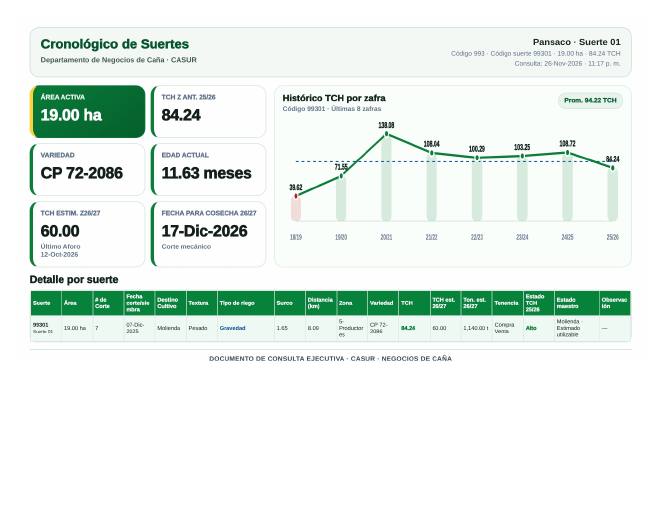 Cronológico de Suertes
Departamento de Negocios de Caña · CASUR
Pansaco · Suerte 01
Código 993 · Código suerte 99301 · 19.00 ha · 84.24 TCH
Consulta: 26-Nov-2026 · 11:17 p. m.
ÁREA ACTIVA
19.00 ha
TCH Z ANT. 25/26
84.24
VARIEDAD
CP 72-2086
EDAD ACTUAL
11.63 meses
TCH ESTIM. Z26/27
60.00
Último Aforo
12-Oct-2026
FECHA PARA COSECHA 26/27
17-Dic-2026
Corte mecánico
Histórico TCH por zafra
Código 99301 · Últimas 8 zafras
Prom. 94.22 TCH
39.62
71.55
138.08
108.04
100.29
103.25
108.72
84.24
18/19 19/20 20/21 21/22 22/23 23/24 24/25 25/26
Detalle por suerte
Suerte
Área
# de
Corte
Fecha
corte/sie
mbra
Destino
Cultivo
Textura
Tipo de riego
Surco
Distancia
(km)
Zona
Variedad
TCH
TCH est.
26/27
Ton. est.
26/27
Tenencia
Estado
TCH
25/26
Estado
maestro
Observac
ión
99301
Suerte 01
19.00 ha
7
07-Dic-
2025
Molienda
Pesado
Gravedad
1.65
8.09
5-
Productor
es
CP 72-
2086
84.24
60.00
1,140.00 t
Compra
Venta
Alto
Molienda
Estimado
utilizable
—
DOCUMENTO DE CONSULTA EJECUTIVA · CASUR · NEGOCIOS DE CAÑA